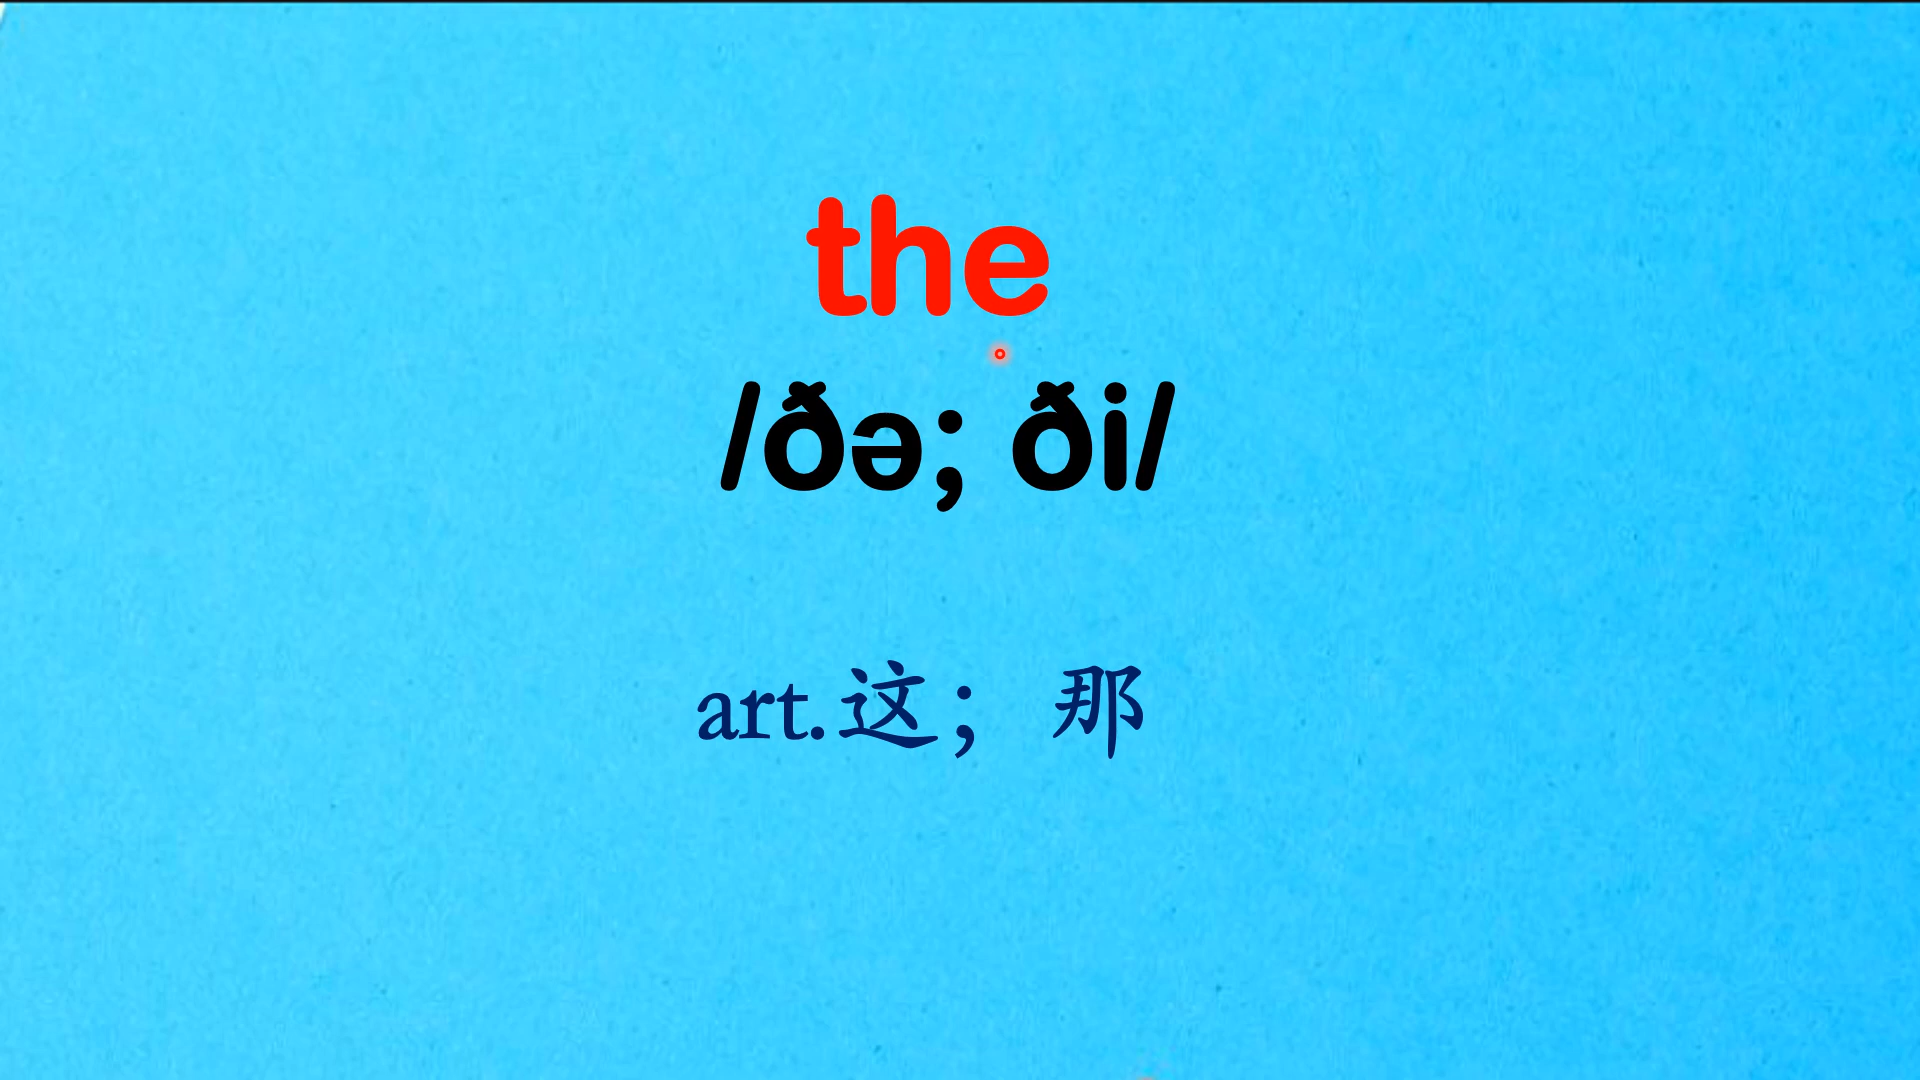 the
/ðə; ði/
art.这；那